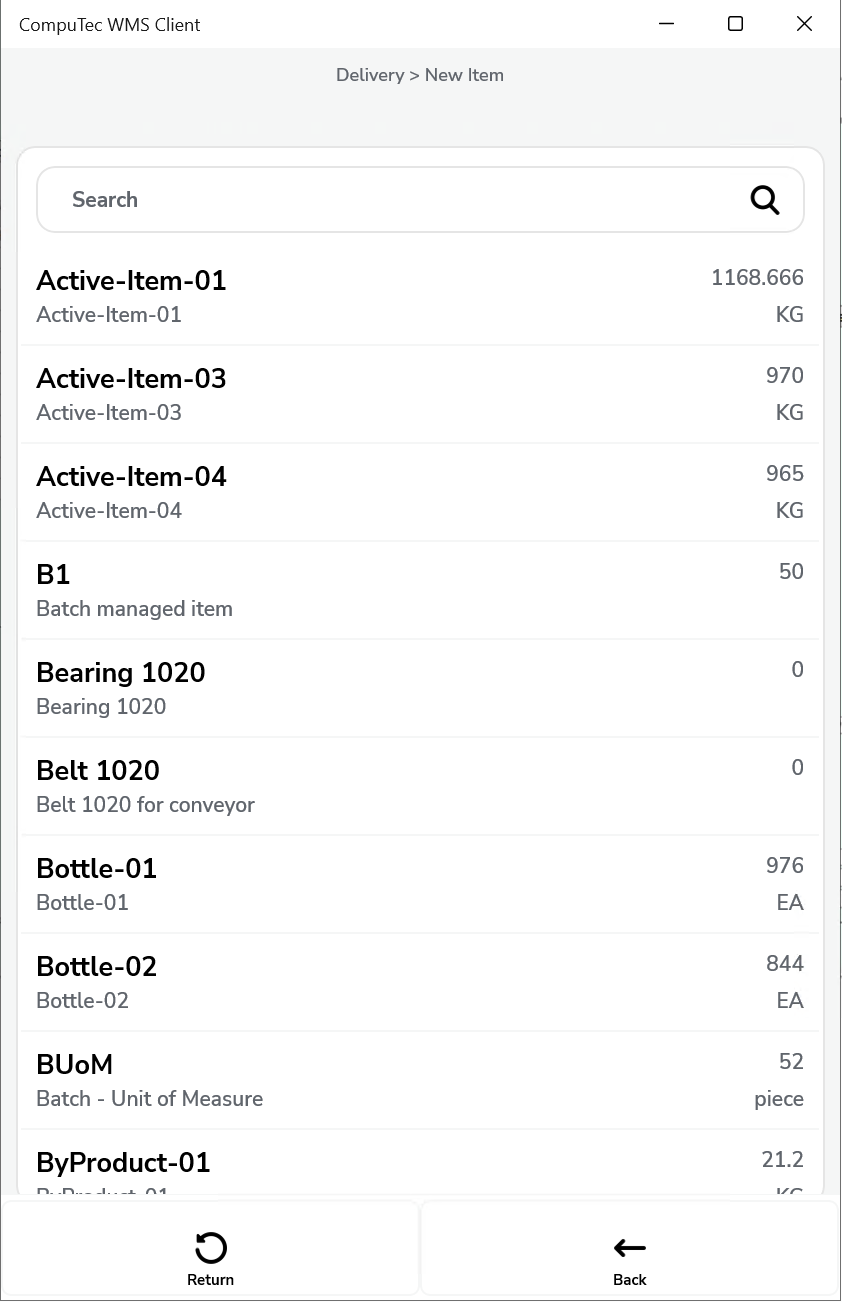 CompuTec WMS Client
Delivery > New Item
Search
Active-Item-01 1168.666
Active-Item-01 KG
Active-Item-03 970
Active-Item-03 KG
Active-Item-04 965
Active-Item-04 KG
B1 50
Batch managed item
Bearing 1020 0
Bearing 1020
Belt 1020 0
Belt 1020 for conveyor
Bottle-01 976
Bottle-01 EA
Bottle-02 844
Bottle-02 EA
BUoM 52
Batch - Unit of Measure piece
ByProduct-01 21.2
ByProduct-01 KG
Return Back